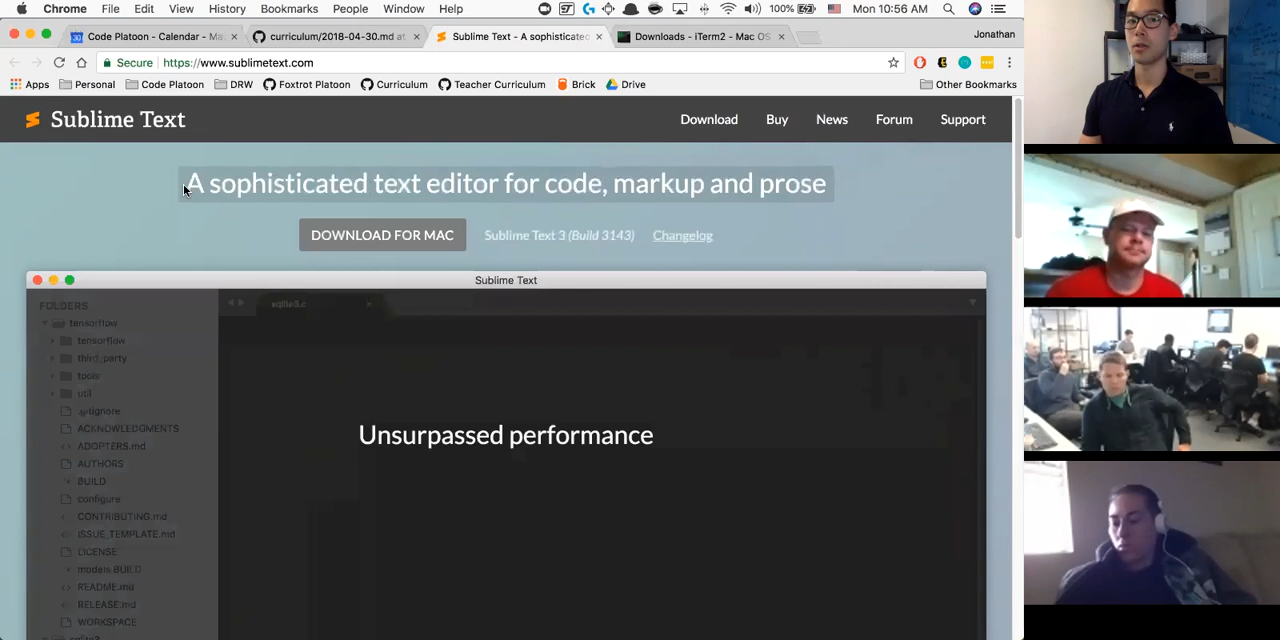 Chrome File Edit View History Bookmarks People Window Help 100% Mon 10:56 AM
Code Platoon - Calendar - M × curriculum/2018-04-30.md at × Sublime Text - A sophisticated × Downloads - iTerm2 - Mac OS × Jonathan
Secure https://www.sublimetext.com
Apps Personal Code Platoon DRW Foxtrot Platoon Curriculum Teacher Curriculum Brick Drive Other Bookmarks
Sublime Text Download Buy News Forum Support
A sophisticated text editor for code, markup and prose
DOWNLOAD FOR MAC Sublime Text 3 (Build 3143) Changelog
Sublime Text
FOLDERS sqlite3.c
tensorflow
tensorflow
third_party
tools
util
.gitignore
ACKNOWLEDGMENTS
ADOPTERS.md
AUTHORS
Unsurpassed performance
BUILD
configure
CONTRIBUTING.md
ISSUE_TEMPLATE.md
LICENSE
models.BUILD
README.md
RELEASE.md
WORKSPACE
sqlite3